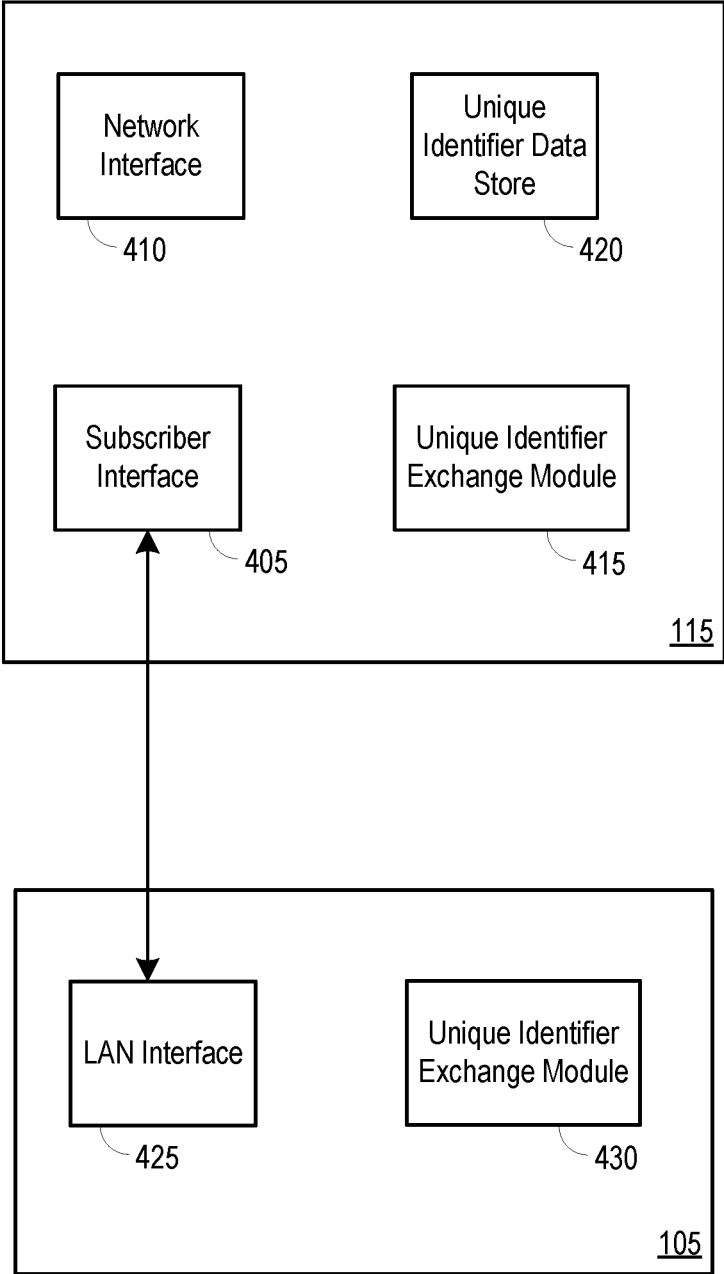 Network
Interface
410
Unique
Identifier Data
Store
420
Subscriber
Interface
405
Unique Identifier
Exchange Module
415
115
LAN Interface
425
Unique Identifier
Exchange Module
430
105